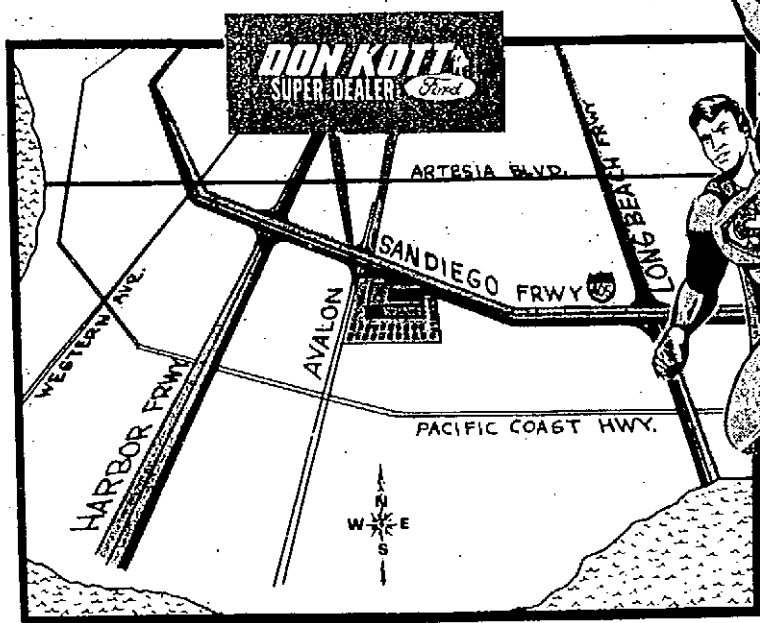 DON KOTT
SUPER DEALER Ford
ARTESIA BLVD.
LONG BEACH FRWY
SAN DIEGO FRWY 405
WESTERN AVE.
HARBOR FRWY
AVALON
PACIFIC COAST HWY.
N
W E
S